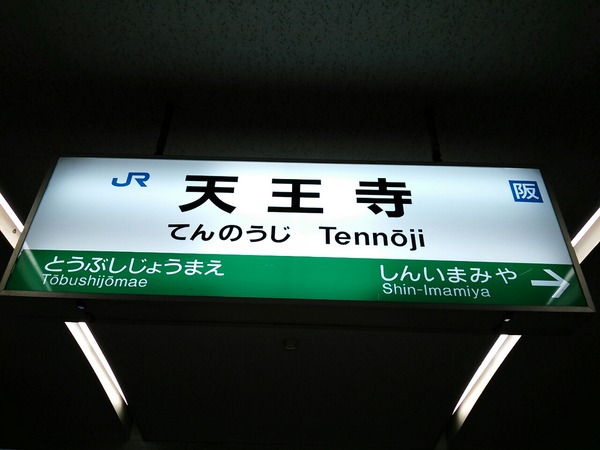 JR 天王寺 阪
てんのうじ Tennōji
とうぶしじょうまえ しんいまみや →
Tōbushijōmae Shin-Imamiya